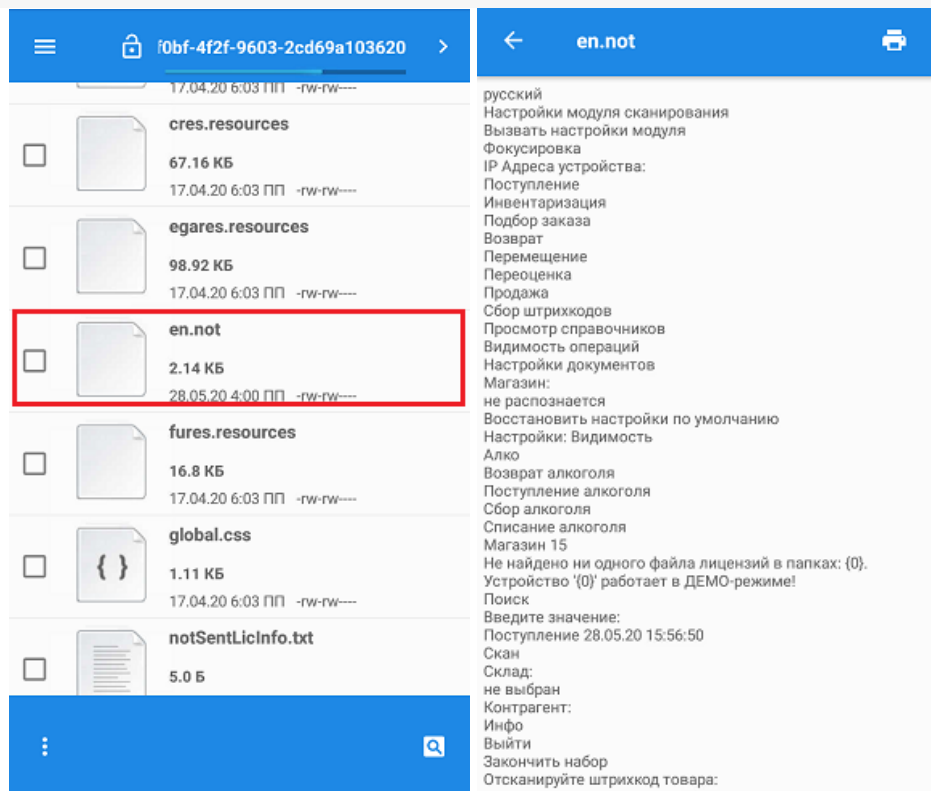 f0bf-4f2f-9603-2cd69a103620
17.04.20 6:03 ПП -rw-rw----
cres.resources
67.16 КБ
17.04.20 6:03 ПП -rw-rw----
egares.resources
98.92 КБ
17.04.20 6:03 ПП -rw-rw----
en.not
2.14 КБ
28.05.20 4:00 ПП -rw-rw----
fures.resources
16.8 КБ
17.04.20 6:03 ПП -rw-rw----
{ }
global.css
1.11 КБ
17.04.20 6:03 ПП -rw-rw----
notSentLicInfo.txt
5.0 Б
en.not
русский
Настройки модуля сканирования
Вызвать настройки модуля
Фокусировка
IP Адреса устройства:
Поступление
Инвентаризация
Подбор заказа
Возврат
Перемещение
Переоценка
Продажа
Сбор штрихкодов
Просмотр справочников
Видимость операций
Настройки документов
Магазин:
не распознается
Восстановить настройки по умолчанию
Настройки: Видимость
Алко
Возврат алкоголя
Поступление алкоголя
Сбор алкоголя
Списание алкоголя
Магазин 15
Не найдено ни одного файла лицензий в папках: {0}.
Устройство '{0}' работает в ДЕМО-режиме!
Поиск
Введите значение:
Поступление 28.05.20 15:56:50
Скан
Склад:
не выбран
Контрагент:
Инфо
Выйти
Закончить набор
Отсканируйте штрихкод товара: